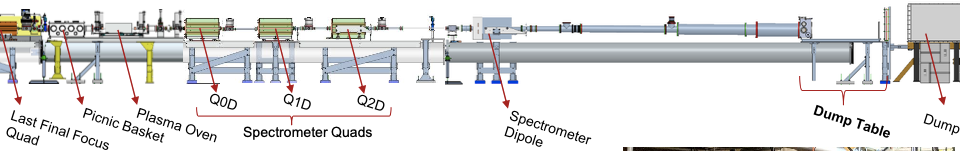 Last Final Focus
Quad
Picnic Basket
Plasma Oven
Q0D
Q1D
Q2D
Spectrometer Quads
Spectrometer
Dipole
Dump Table
Dump